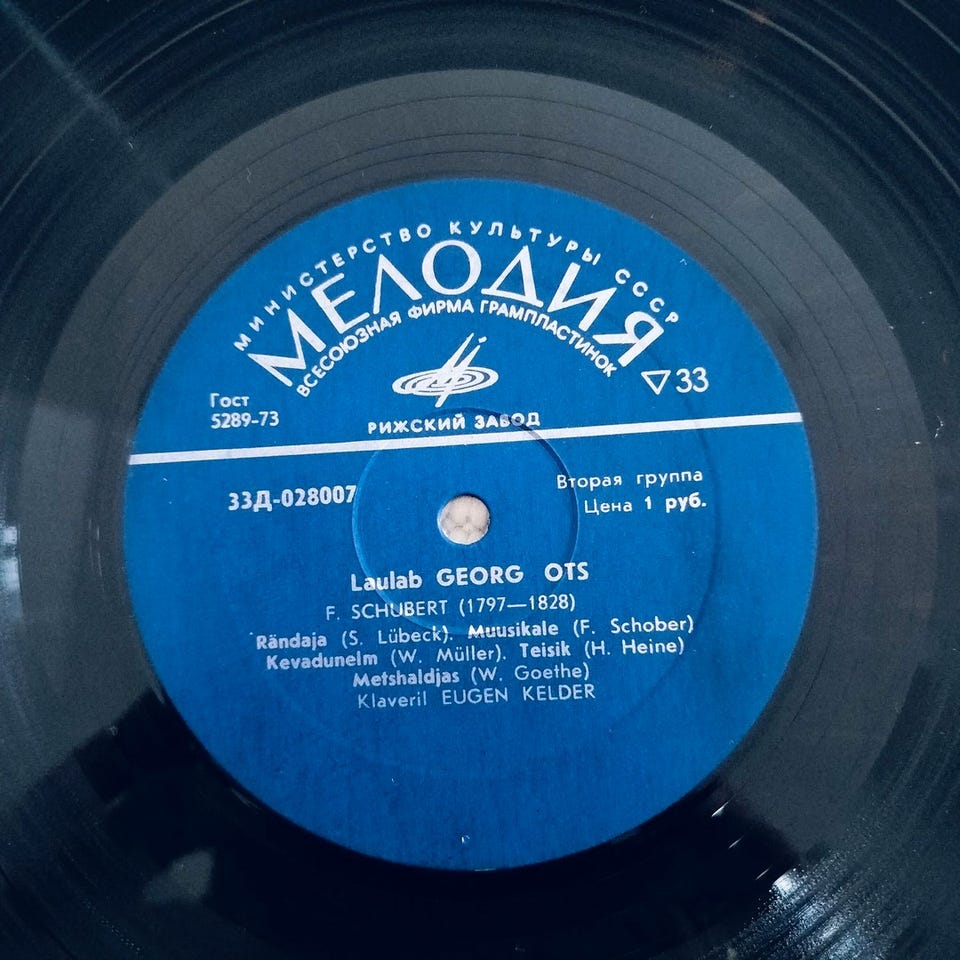 МИНИСТЕРСТВО КУЛЬТУРЫ СССР
МЕЛОДИЯ
ВСЕСОЮЗНАЯ ФИРМА ГРАМПЛАСТИНОК
33
Гост
5289-73
РИЖСКИЙ ЗАВОД
33Д-028007
Вторая группа
Цена 1 руб.
Laulab GEORG OTS
F. SCHUBERT (1797—1828)
Rändaja (S. Lübeck). Muusikale (F. Schober)
Kevadunelm (W. Müller). Teisik (H. Heine)
Metshaldjas (W. Goethe)
Klaveril EUGEN KELDER